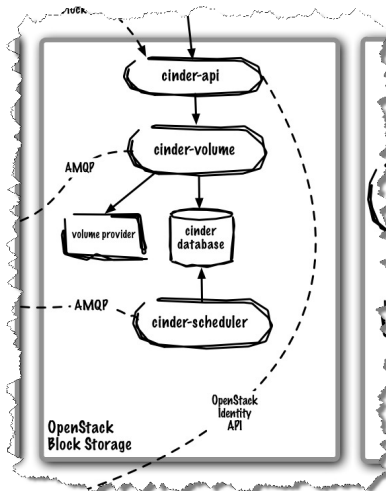 cinder-api
cinder-volume
AMQP
volume provider
cinder
database
AMQP
cinder-scheduler
OpenStack
Identity
API
OpenStack
Block Storage